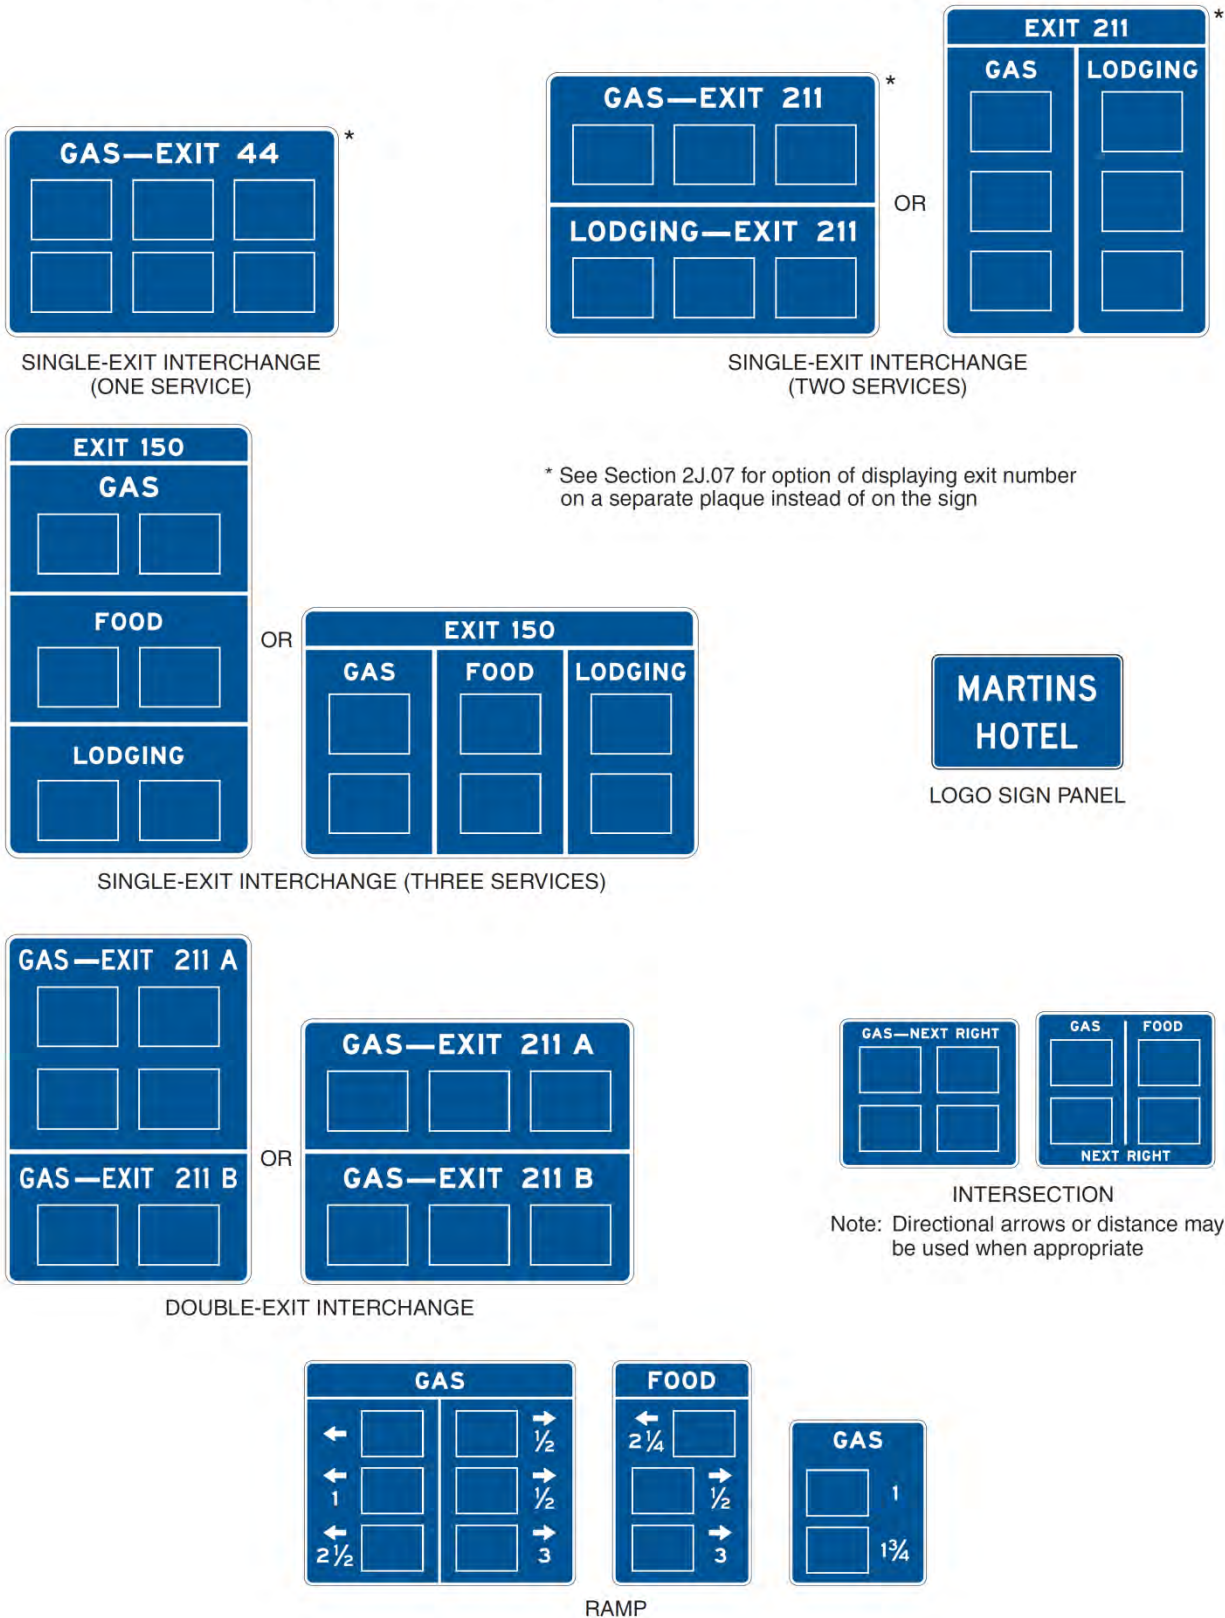 GAS—EXIT 44
*
SINGLE-EXIT INTERCHANGE
(ONE SERVICE)
GAS—EXIT 211
*
LODGING—EXIT 211
OR
EXIT 211
*
GAS
LODGING
SINGLE-EXIT INTERCHANGE
(TWO SERVICES)
EXIT 150
GAS
FOOD
LODGING
OR
EXIT 150
GAS
FOOD
LODGING
SINGLE-EXIT INTERCHANGE (THREE SERVICES)
* See Section 2J.07 for option of displaying exit number
on a separate plaque instead of on the sign
MARTINS
HOTEL
LOGO SIGN PANEL
GAS—EXIT 211 A
GAS—EXIT 211 B
OR
GAS—EXIT 211 A
GAS—EXIT 211 B
DOUBLE-EXIT INTERCHANGE
GAS—NEXT RIGHT
GAS
FOOD
NEXT RIGHT
INTERSECTION
Note: Directional arrows or distance may
be used when appropriate
GAS
← → ½
← 1 → ½
← 2½ → 3
FOOD
← 2¼
→ ½
→ 3
GAS
1
1¾
RAMP